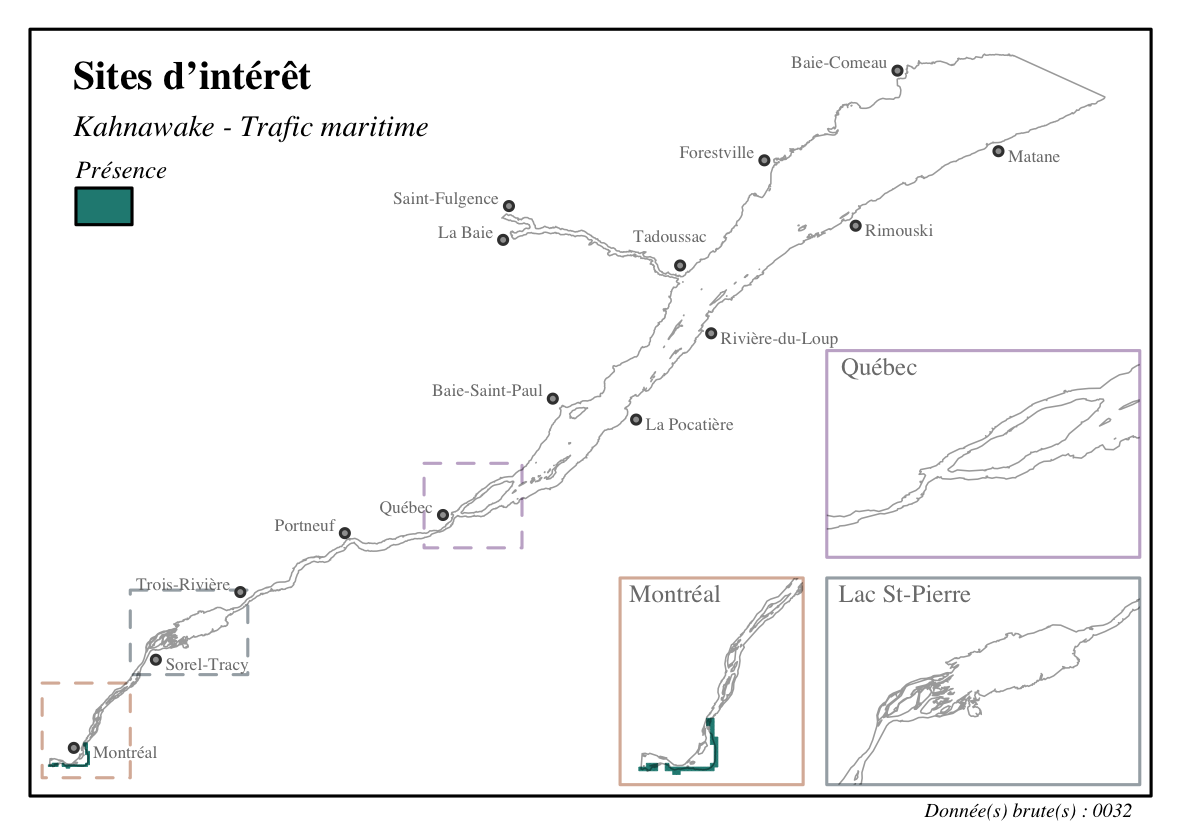 Sites d’intérêt
Kahnawake - Trafic maritime
Présence
Baie-Comeau
Forestville
Matane
Saint-Fulgence
La Baie
Tadoussac
Rimouski
Rivière-du-Loup
Québec
Baie-Saint-Paul
La Pocatière
Québec
Portneuf
Trois-Rivière
Montréal
Lac St-Pierre
Sorel-Tracy
Montréal
Donnée(s) brute(s) : 0032